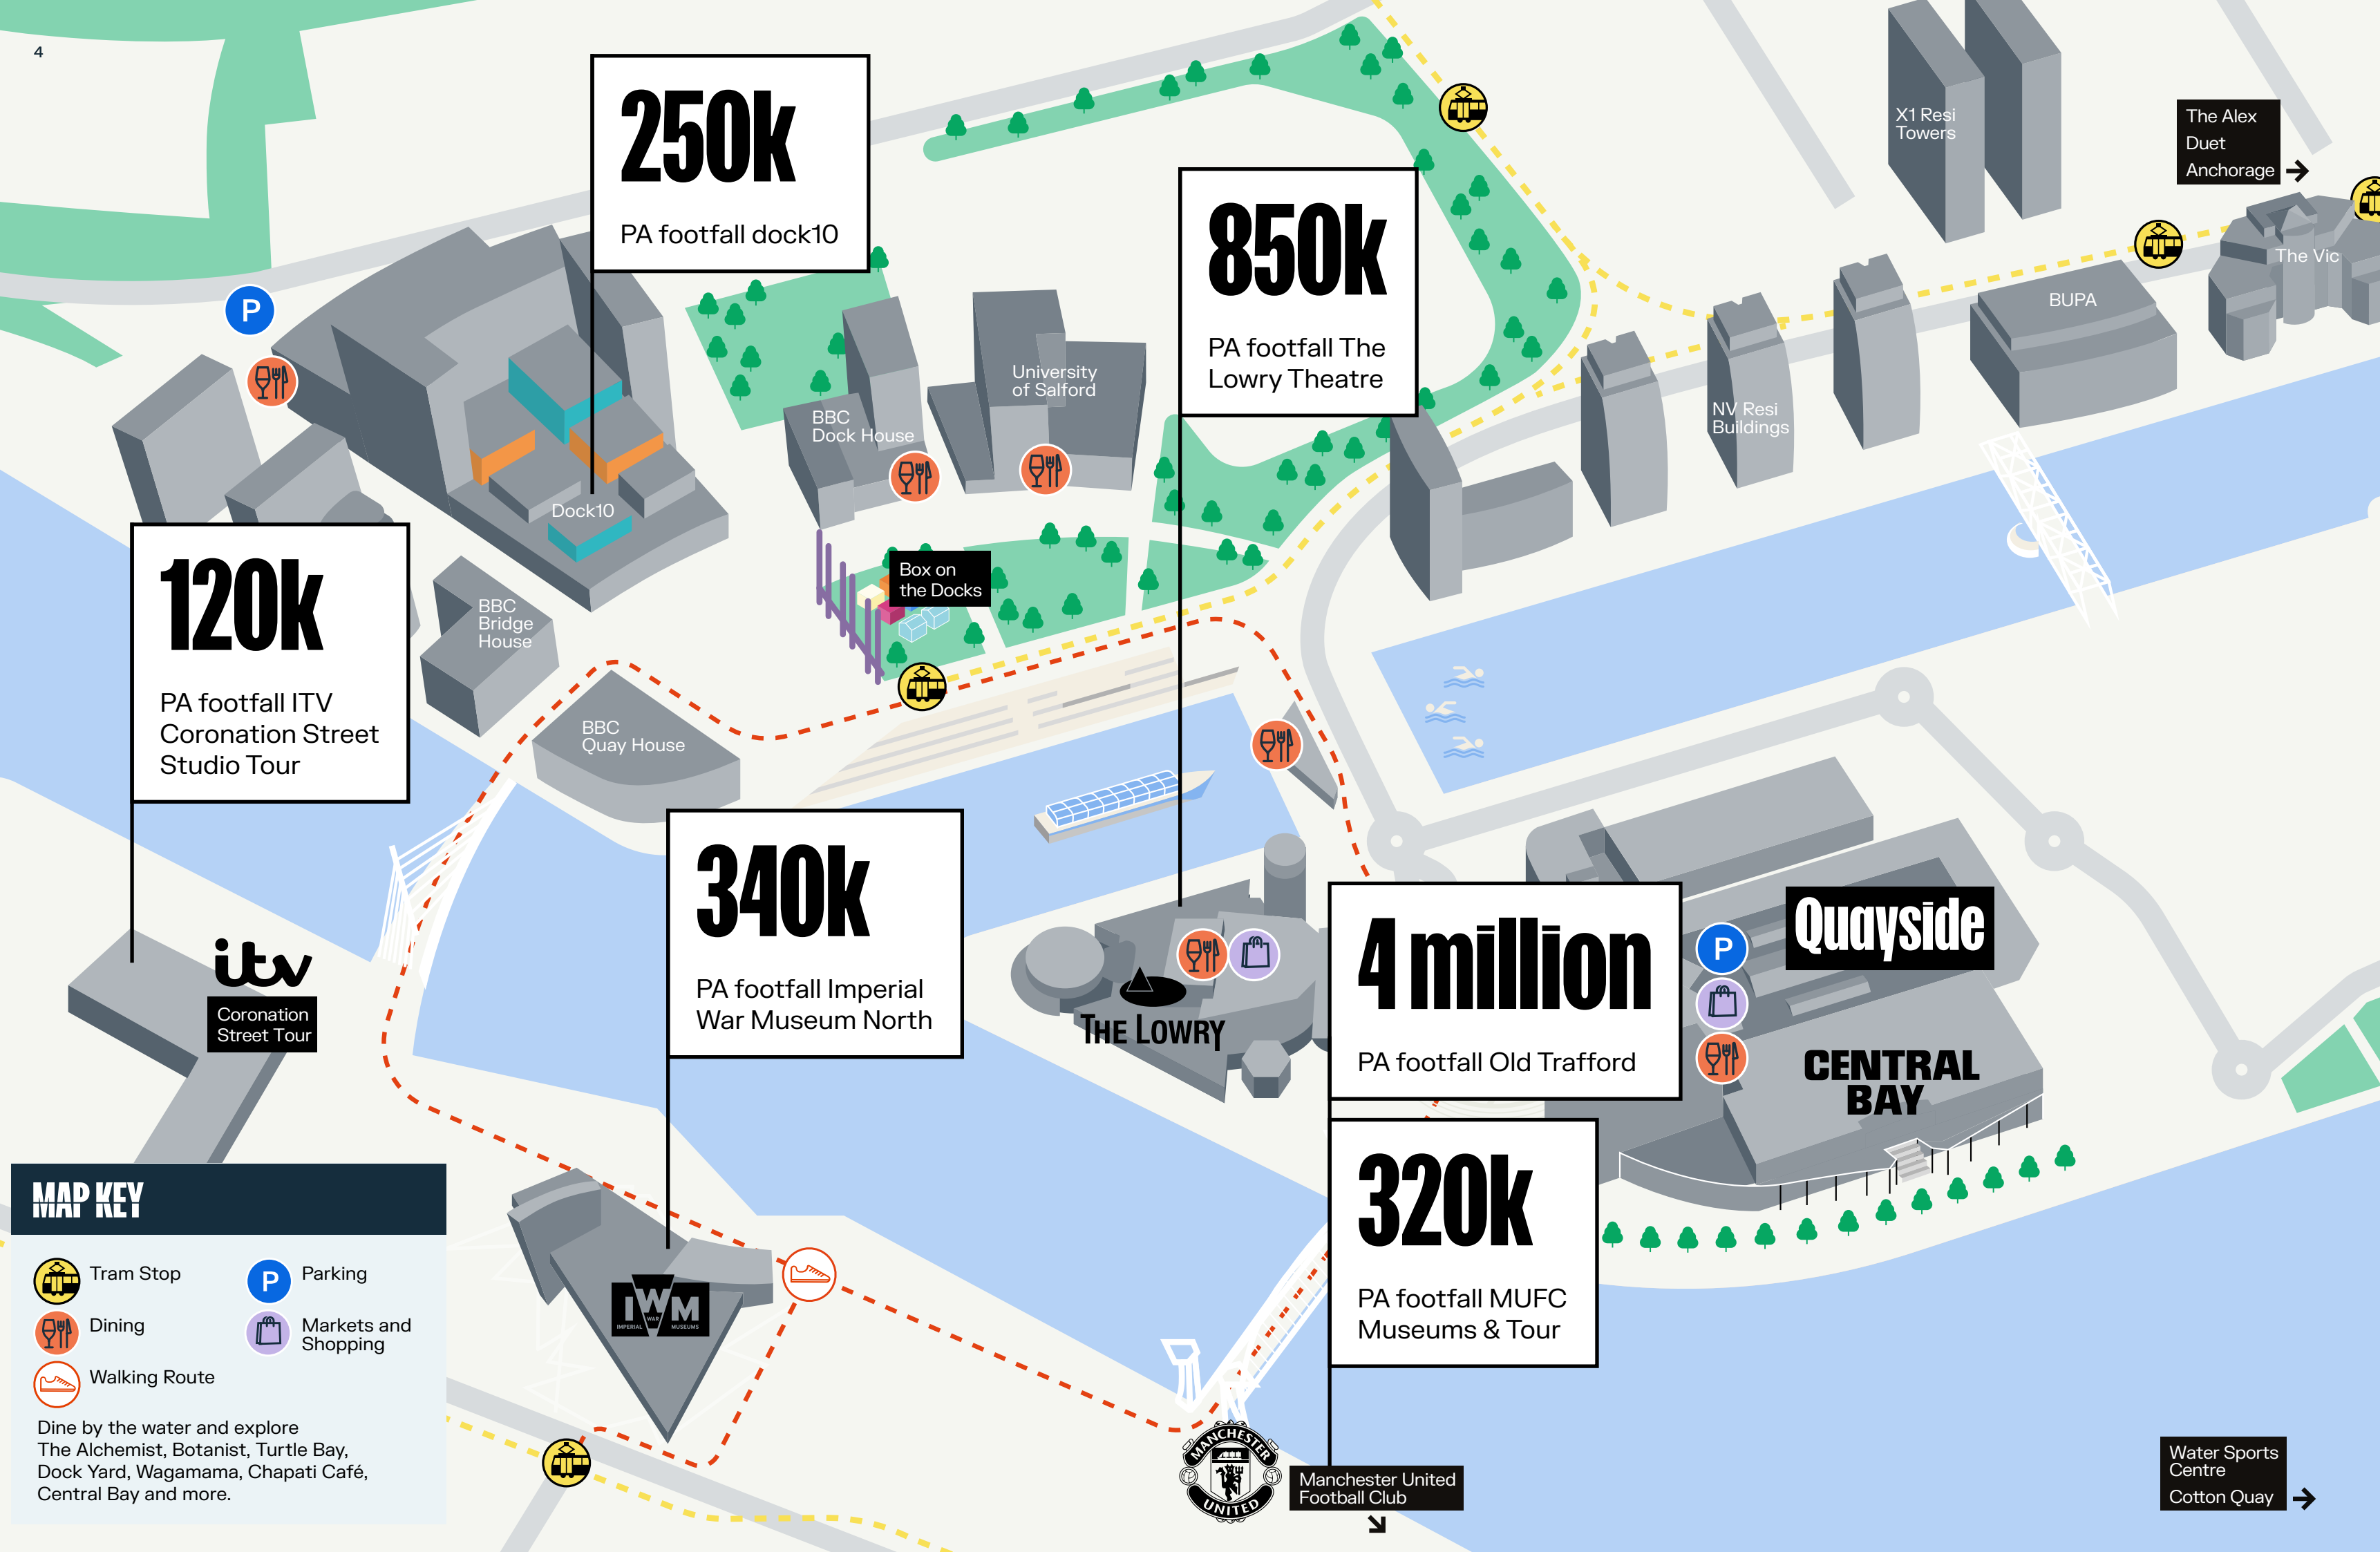 4
250k
PA footfall dock10
850k
PA footfall The
Lowry Theatre
X1 Resi
Towers
The Alex
Duet
Anchorage
The Vic
BUPA
P
University
of Salford
BBC
Dock House
NV Resi
Buildings
Dock10
Box on
the Docks
120k
PA footfall ITV
Coronation Street
Studio Tour
BBC
Bridge
House
BBC
Quay House
340k
PA footfall Imperial
War Museum North
4 million
PA footfall Old Trafford
P
Quayside
CENTRAL
BAY
itv
Coronation
Street Tour
THE LOWRY
320k
PA footfall MUFC
Museums & Tour
IWM
IMPERIAL WAR MUSEUMS
MANCHESTER
UNITED
Manchester United
Football Club
Water Sports
Centre
Cotton Quay
MAP KEY
Tram Stop
P
Parking
Dining
Markets and
Shopping
Walking Route
Dine by the water and explore
The Alchemist, Botanist, Turtle Bay,
Dock Yard, Wagamama, Chapati Café,
Central Bay and more.